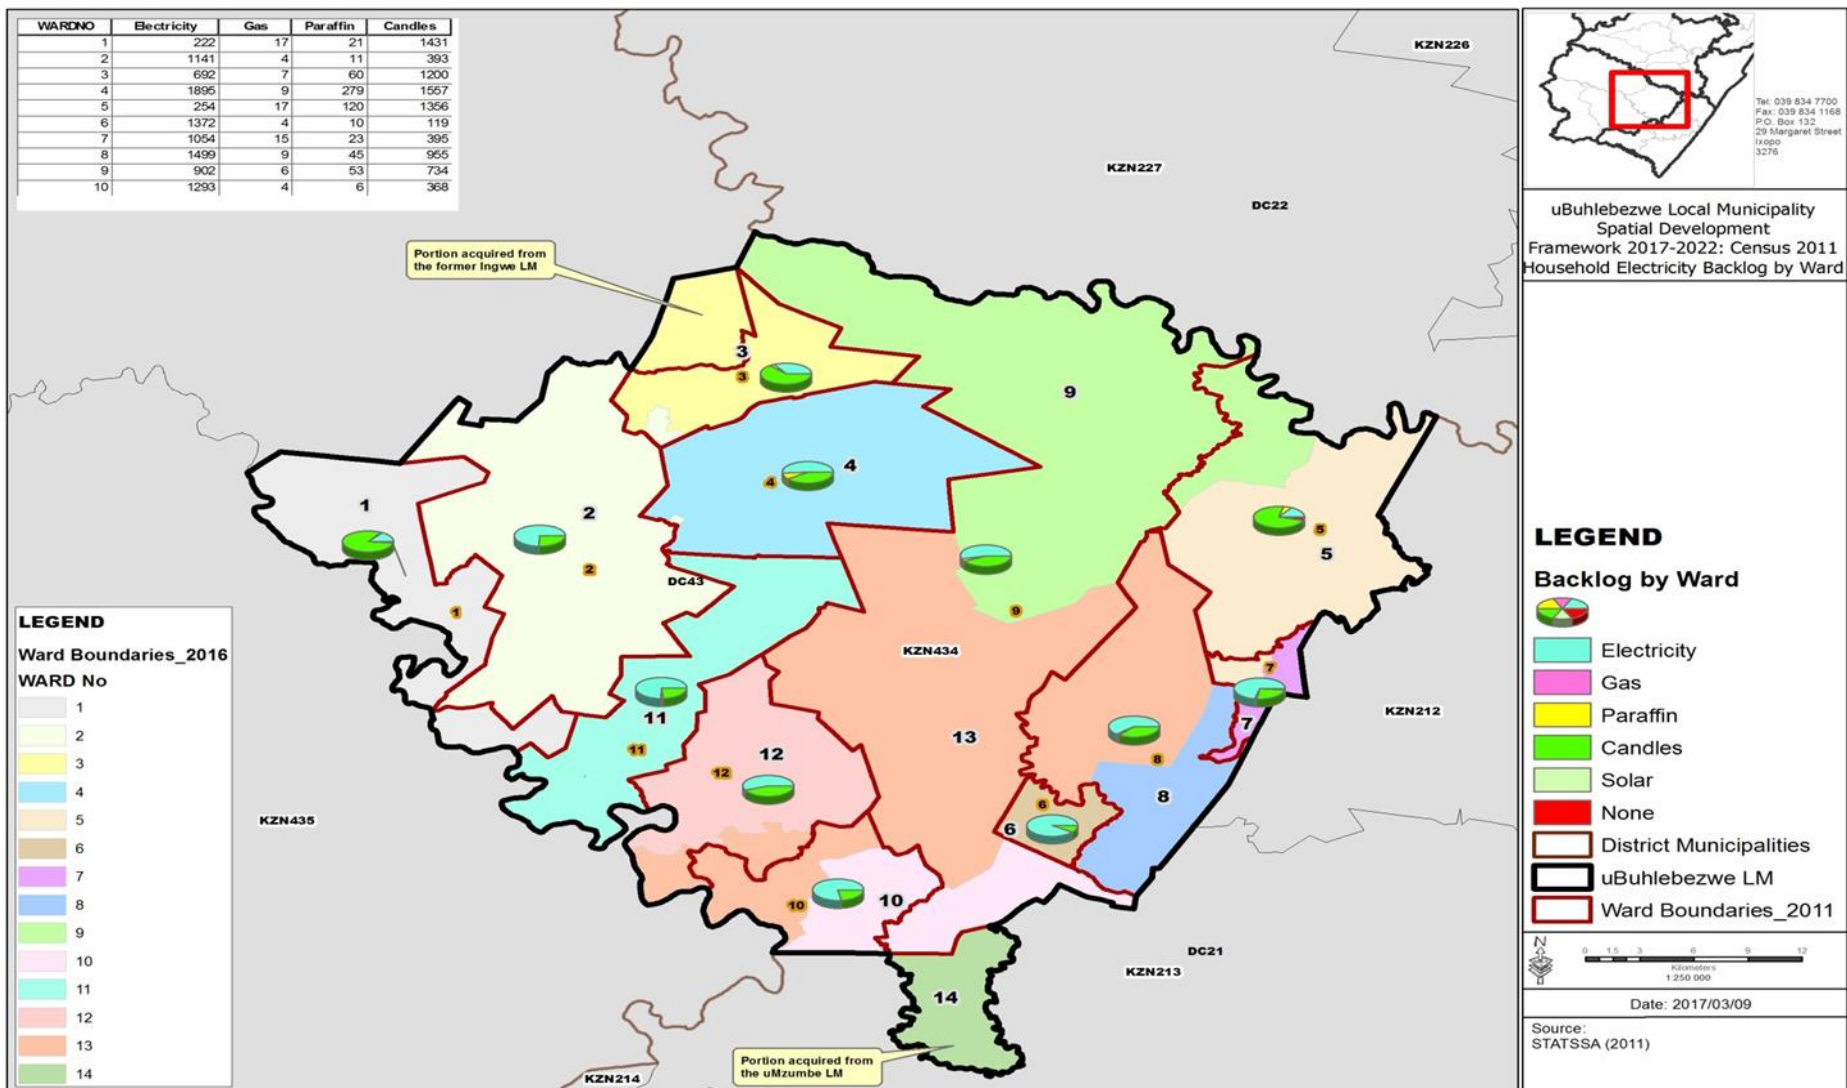 WARDNO Electricity Gas Paraffin Candles
1 222 17 21 1431
2 1141 4 11 393
3 692 7 60 1200
4 1895 9 279 1557
5 254 17 120 1356
6 1372 4 10 119
7 1054 15 23 395
8 1499 9 45 955
9 902 6 53 734
10 1293 4 6 368
KZN226
KZN227
DC22
Portion acquired from
the former Ingwe LM
3
3
9
4
4
1
2
5
5
2
DC43
1
9
KZN434
7
11
11
7
KZN212
13
12
12
8
8
6
6
KZN435
10
10
DC21
KZN213
14
Portion acquired from
the uMzumbe LM
KZN214
LEGEND
Ward Boundaries_2016
WARD No
1
2
3
4
5
6
7
8
9
10
11
12
13
14
Tel: 039 834 7700
Fax: 039 834 1168
P.O. Box 132
29 Margaret Street
Ixopo
3276
uBuhlebezwe Local Municipality
Spatial Development
Framework 2017-2022: Census 2011
Household Electricity Backlog by Ward
LEGEND
Backlog by Ward
Electricity
Gas
Paraffin
Candles
Solar
None
District Municipalities
uBuhlebezwe LM
Ward Boundaries_2011
N
0 1,5 3 6 9 12
Kilometers
1:250 000
Date: 2017/03/09
Source:
STATSSA (2011)